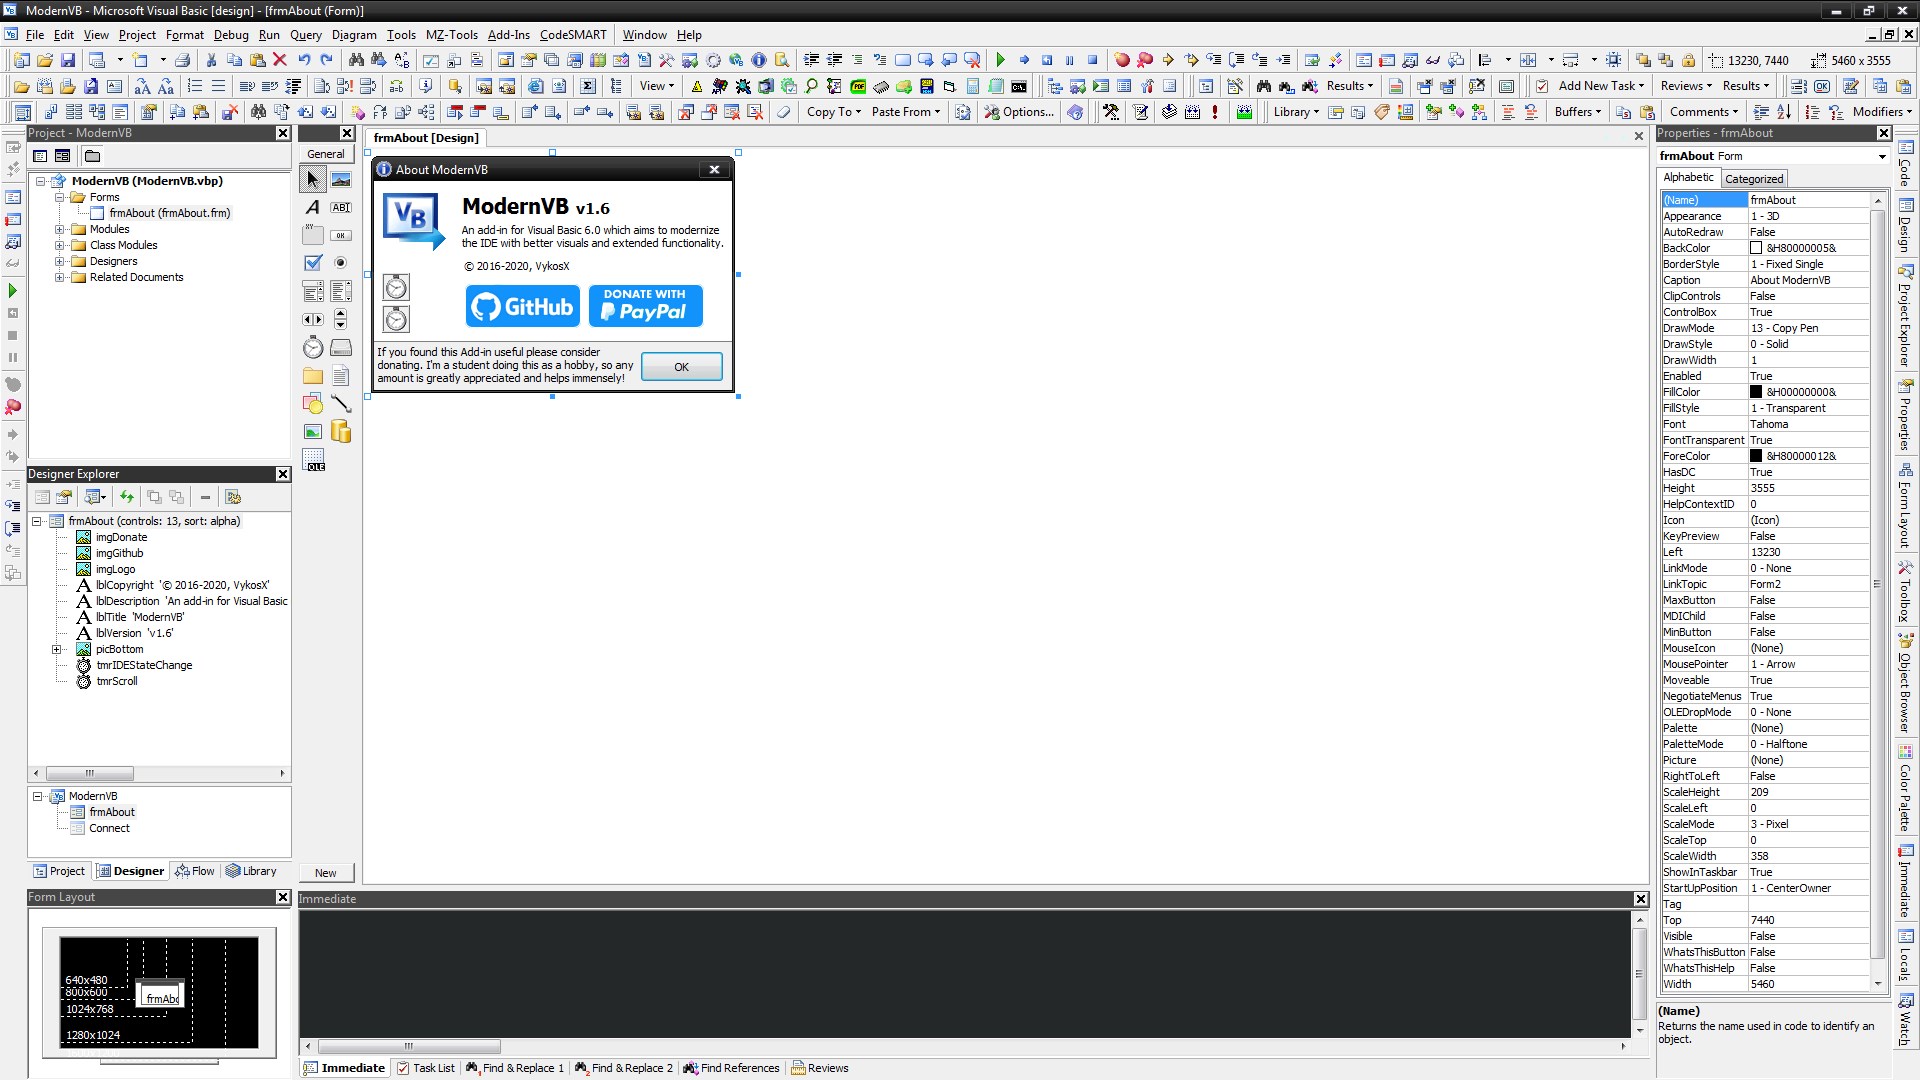 ModernVB - Microsoft Visual Basic [design] - [frmAbout (Form)]
File Edit View Project Format Debug Run Query Diagram Tools MZ-Tools Add-Ins CodeSMART Window Help
13230, 7440 5460 x 3555
View Results Add New Task Reviews Results
Copy To Paste From Options... Library Buffers Comments Modifiers
Project - ModernVB
ModernVB (ModernVB.vbp)
Forms
frmAbout (frmAbout.frm)
Modules
Class Modules
Designers
Related Documents
Designer Explorer
frmAbout (controls: 13, sort: alpha)
imgDonate
imgGithub
imgLogo
lblCopyright '© 2016-2020, VykosX'
lblDescription 'An add-in for Visual Basic
lblTitle 'ModernVB'
lblVersion 'v1.6'
picBottom
tmrIDEStateChange
tmrScroll
ModernVB
frmAbout
Connect
Project Designer Flow Library
Form Layout
640x480
800x600
1024x768
1280x1024
frmAbo
General
New
frmAbout [Design]
About ModernVB
VB
ModernVB v1.6
An add-in for Visual Basic 6.0 which aims to modernize
the IDE with better visuals and extended functionality.
© 2016-2020, VykosX
GitHub
DONATE WITH
PayPal
If you found this Add-in useful please consider
donating. I'm a student doing this as a hobby, so any
amount is greatly appreciated and helps immensely!
OK
Immediate
Immediate Task List Find & Replace 1 Find & Replace 2 Find References Reviews
Properties - frmAbout
frmAbout Form
Alphabetic Categorized
(Name) frmAbout
Appearance 1 - 3D
AutoRedraw False
BackColor &H80000005&
BorderStyle 1 - Fixed Single
Caption About ModernVB
ClipControls False
ControlBox True
DrawMode 13 - Copy Pen
DrawStyle 0 - Solid
DrawWidth 1
Enabled True
FillColor &H00000000&
FillStyle 1 - Transparent
Font Tahoma
FontTransparent True
ForeColor &H80000012&
HasDC True
Height 3555
HelpContextID 0
Icon (Icon)
KeyPreview False
Left 13230
LinkMode 0 - None
LinkTopic Form2
MaxButton False
MDIChild False
MinButton False
MouseIcon (None)
MousePointer 1 - Arrow
Moveable True
NegotiateMenus True
OLEDropMode 0 - None
Palette (None)
PaletteMode 0 - Halftone
Picture (None)
RightToLeft False
ScaleHeight 209
ScaleLeft 0
ScaleMode 3 - Pixel
ScaleTop 0
ScaleWidth 358
ShowInTaskbar True
StartUpPosition 1 - CenterOwner
Tag
Top 7440
Visible False
WhatsThisButton False
WhatsThisHelp False
Width 5460
(Name)
Returns the name used in code to identify an
object.
Code
Design
Project Explorer
Properties
Form Layout
Toolbox
Object Browser
Color Palette
Immediate
Locals
Watch